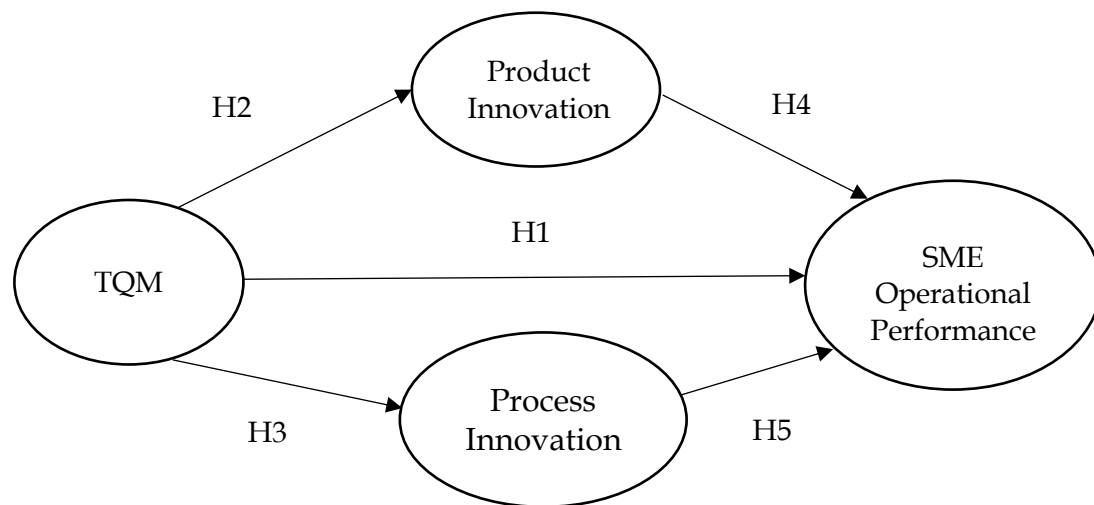 Product
Innovation
H2
H4
H1
TQM
SME
Operational
Performance
Process
Innovation
H3
H5